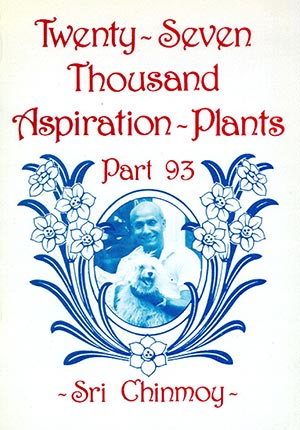 Twenty~Seven
Thousand
Aspiration~Plants
Part 93
~Sri Chinmoy~